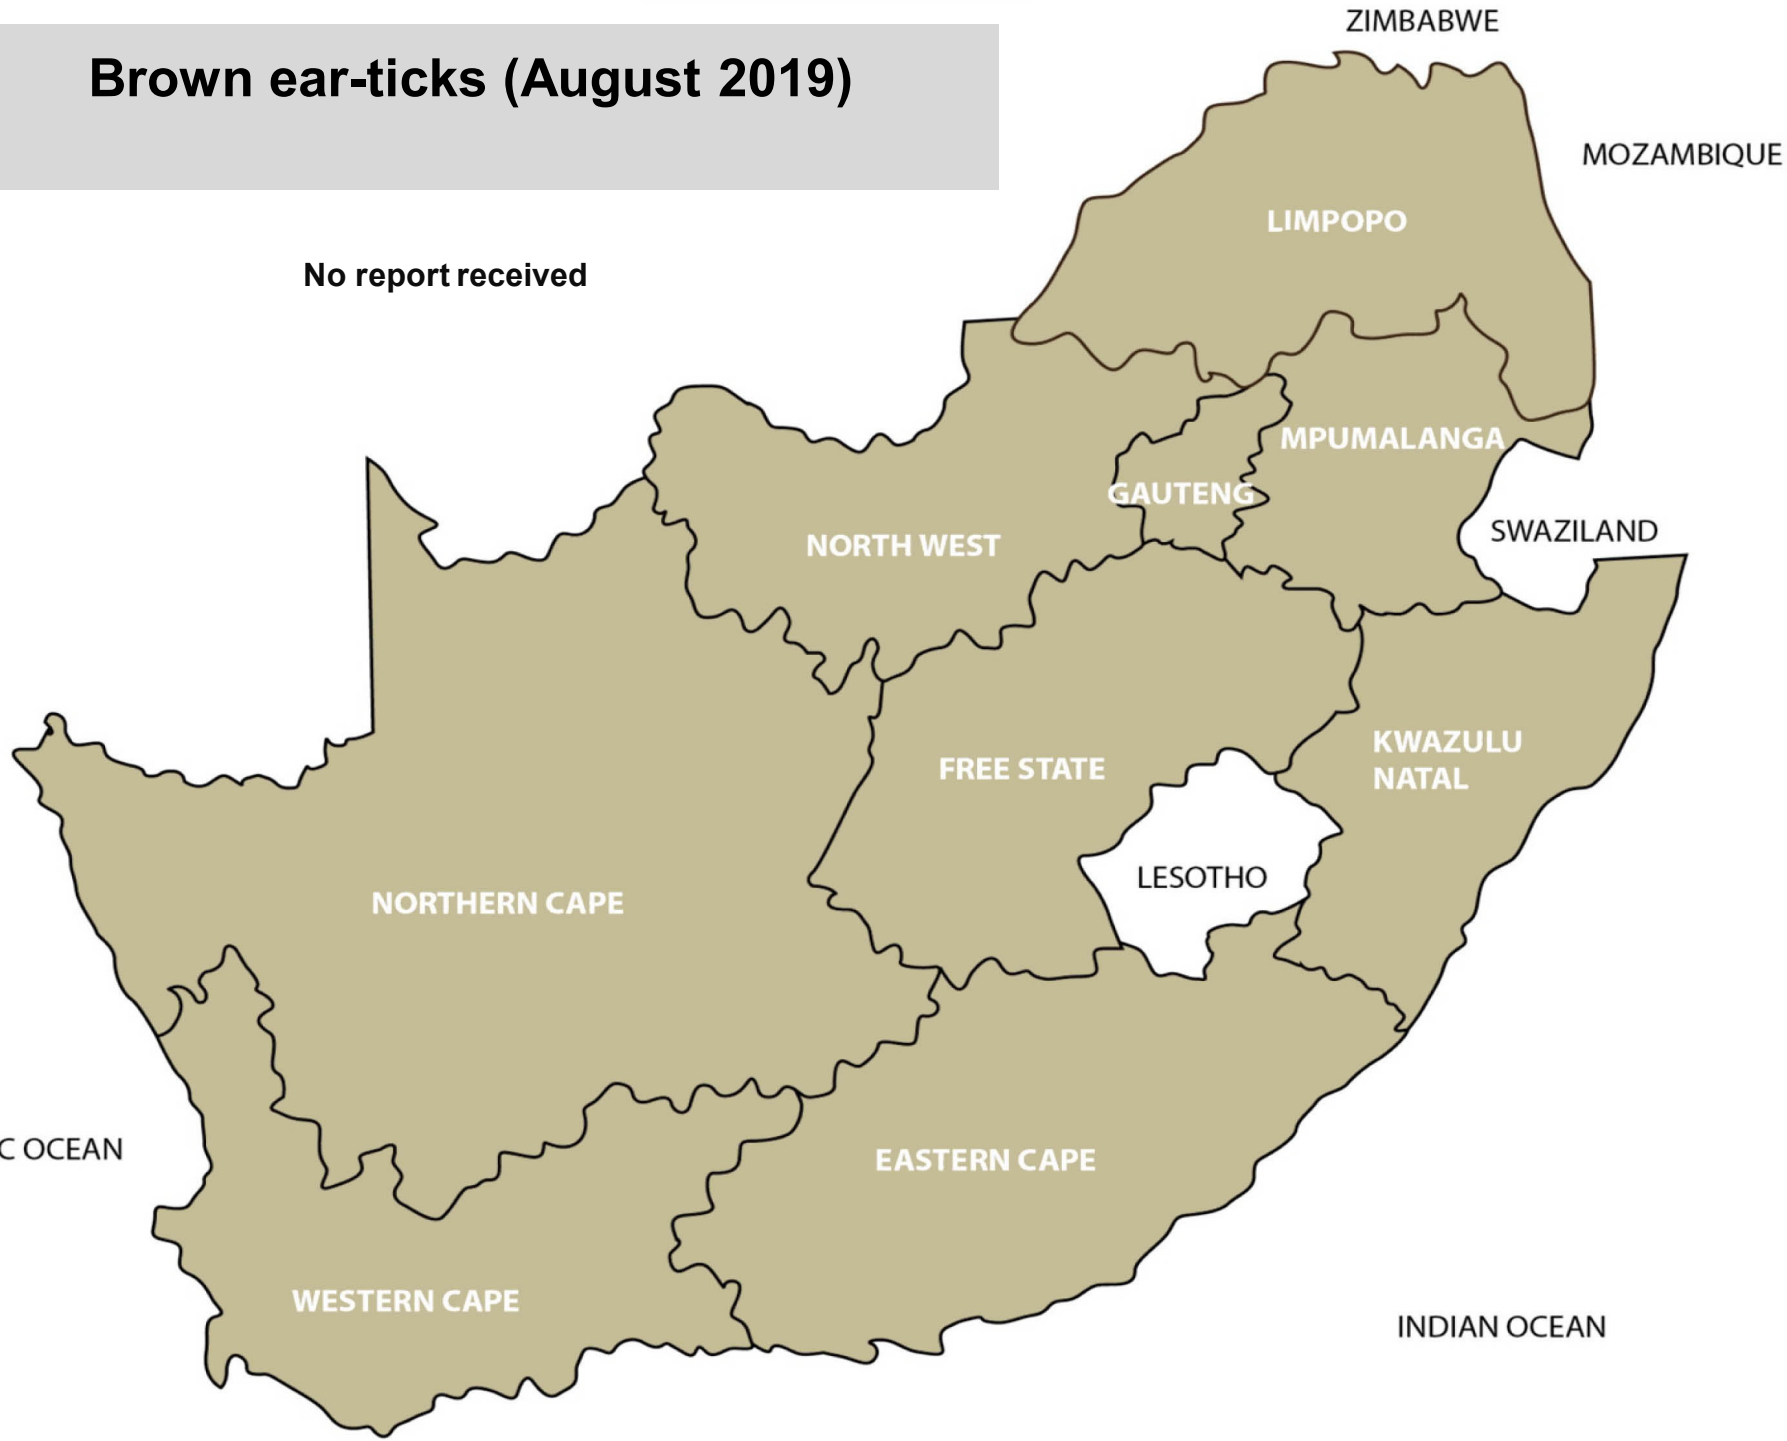 ZIMBABWE
Brown ear-ticks (August 2019)
MOZAMBIQUE
LIMPOPO
No report received
MPUMALANGA
GAUTENG
SWAZILAND
NORTH WEST
KWAZULU
NATAL
FREE STATE
LESOTHO
NORTHERN CAPE
C OCEAN
EASTERN CAPE
WESTERN CAPE
INDIAN OCEAN